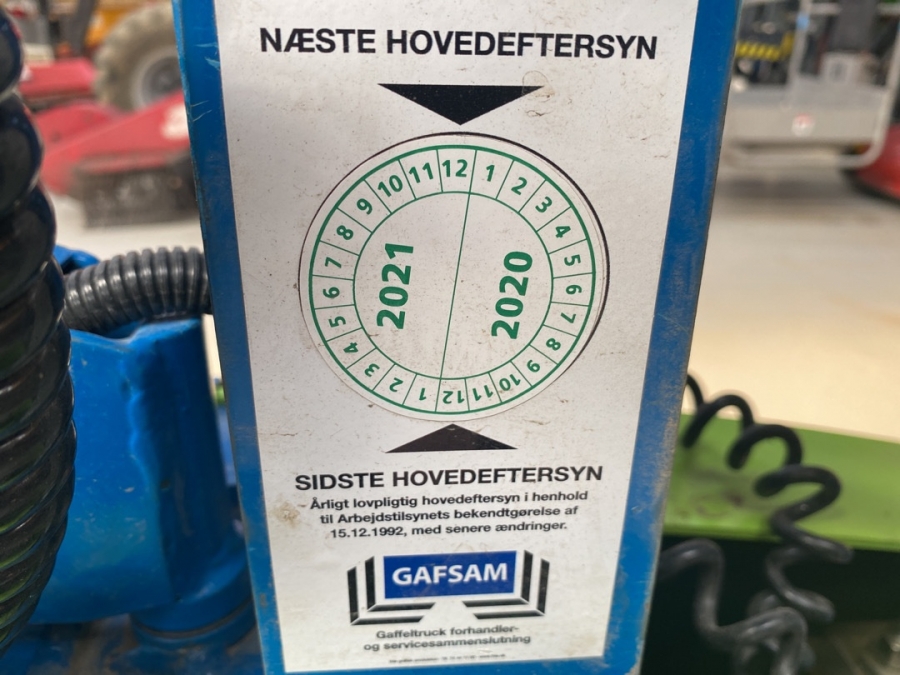 NÆSTE HOVEDEFTERSYN
12 1 2 3 4 5 6 7 8 9 10 11 12
1 2 3 4 5 6 7 8 9 10 11
2021 2020
SIDSTE HOVEDEFTERSYN
Årligt lovpligtig hovedeftersyn i henhold
til Arbejdstilsynets bekendtgørelse af
15.12.1992, med senere ændringer.
GAFSAM
Gaffeltruck forhandler-
og servicesammenslutning